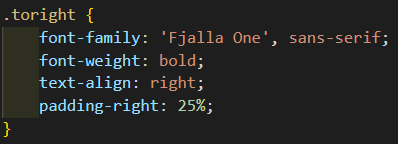 .toright {
    font-family: 'Fjalla One', sans-serif;
    font-weight: bold;
    text-align: right;
    padding-right: 25%;
}